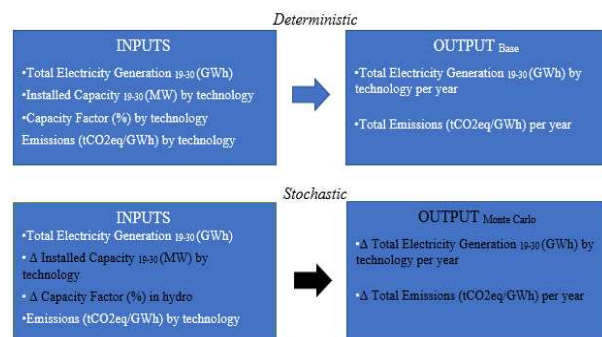 Deterministic
INPUTS
•Total Electricity Generation 19-30 (GWh)
•Installed Capacity 19-30 (MW) by technology
•Capacity Factor (%) by technology
Emissions (tCO2eq/GWh) by technology
OUTPUT Base
•Total Electricity Generation 19-30 (GWh) by
technology per year
•Total Emissions (tCO2eq/GWh) per year
Stochastic
INPUTS
•Total Electricity Generation 19-30 (GWh)
•Δ Installed Capacity 19-30 (MW) by
technology
•Δ Capacity Factor (%) in hydro
•Emissions (tCO2eq/GWh) by technology
OUTPUT Monte Carlo
•Δ Total Electricity Generation 19-30 (GWh) by
technology per year
•Δ Total Emissions (tCO2eq/GWh) per year